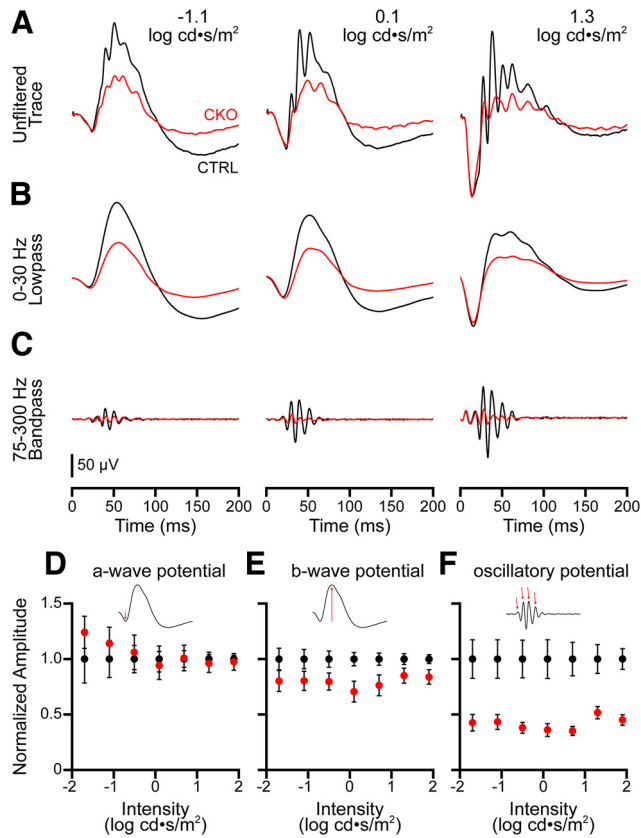 A
-1.1
log cd•s/m²
0.1
log cd•s/m²
1.3
log cd•s/m²
Unfiltered
Trace
CKO
CTRL
B
0-30 Hz
Lowpass
C
75-300 Hz
Bandpass
50 µV
0 50 100 150 200
0 50 100 150 200
0 50 100 150 200
Time (ms)
Time (ms)
Time (ms)
D
a-wave potential
E
b-wave potential
F
oscillatory potential
Normalized Amplitude
1.5
1.0
0.5
0
-2 -1 0 1 2
-2 -1 0 1 2
-2 -1 0 1 2
Intensity
(log cd•s/m²)
Intensity
(log cd•s/m²)
Intensity
(log cd•s/m²)